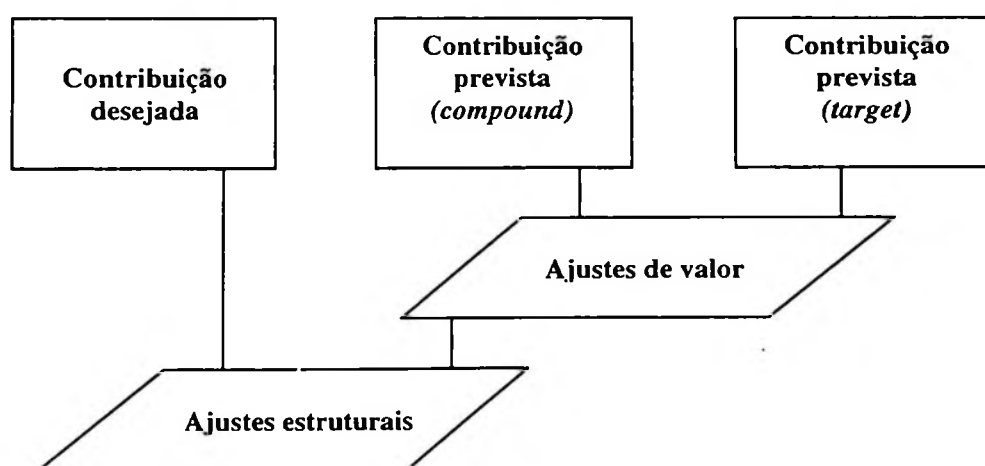 Contribuição
desejada
Contribuição
prevista
(compound)
Contribuição
prevista
(target)
Ajustes de valor
Ajustes estruturais